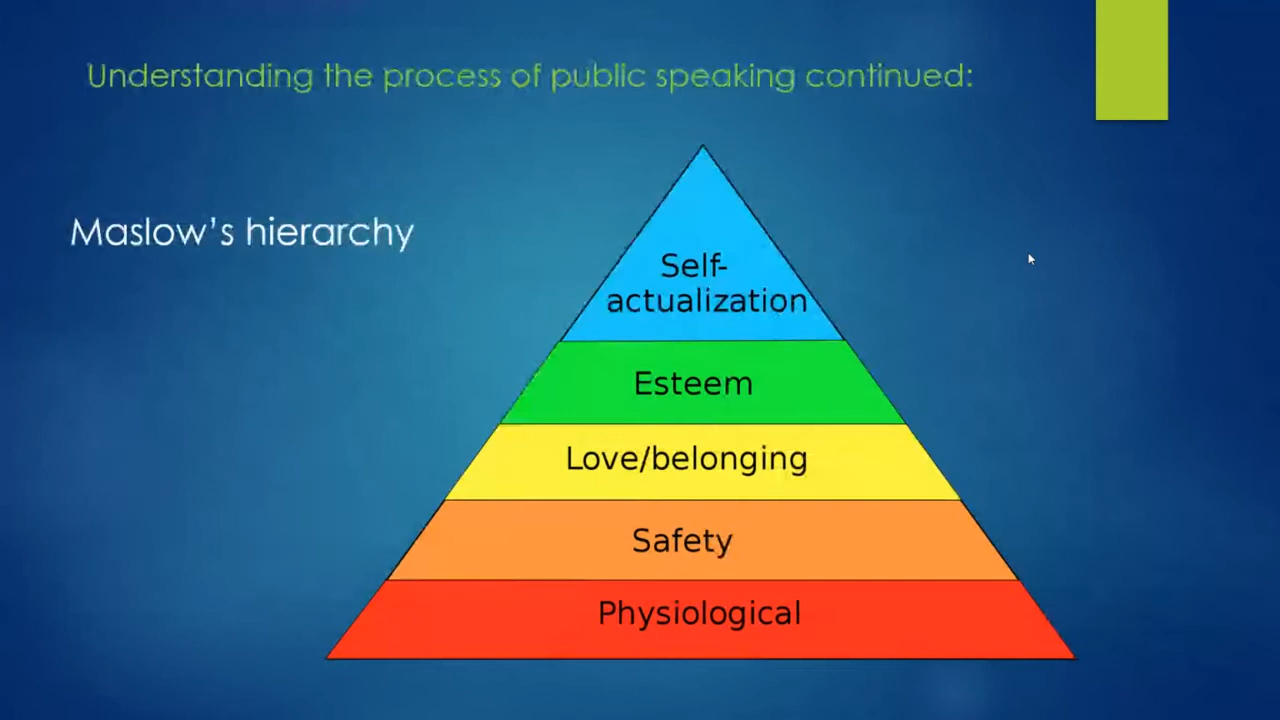 Understanding the process of public speaking continued:
Maslow’s hierarchy
Self-
actualization
Esteem
Love/belonging
Safety
Physiological